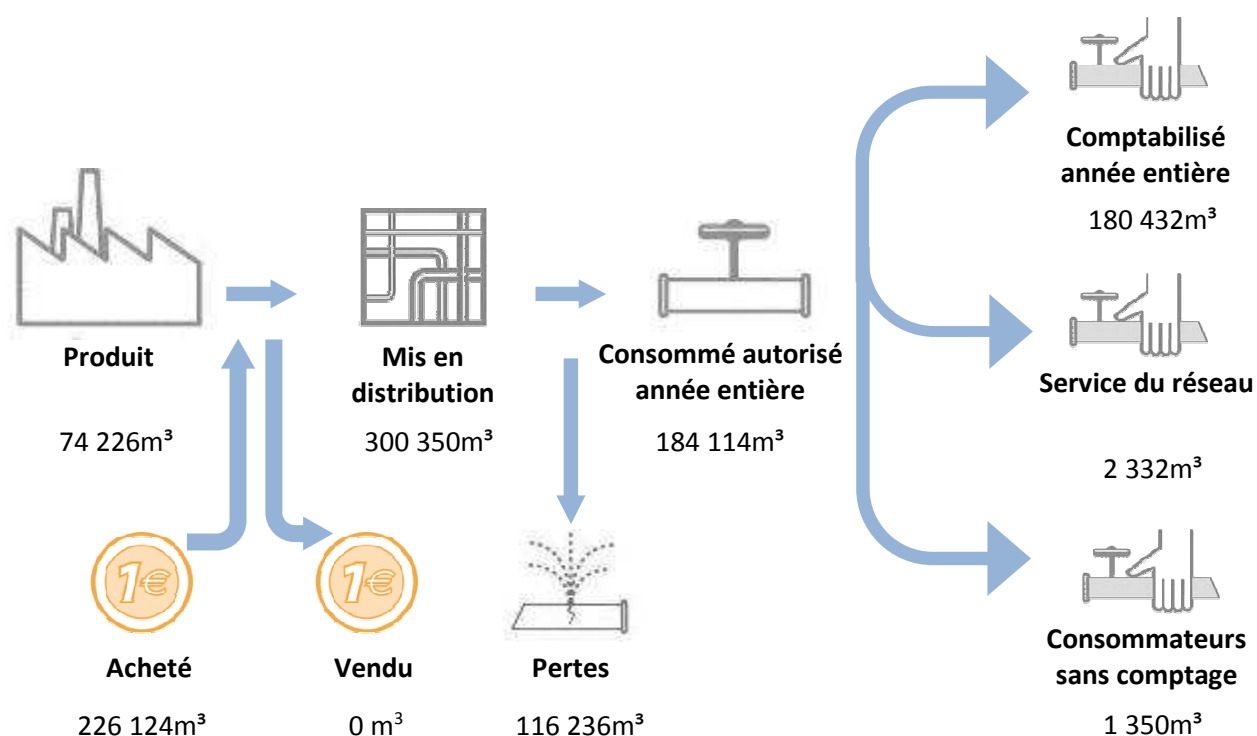 Comptabilisé
année entière
180 432m³
Produit
74 226m³
Mis en
distribution
300 350m³
Consommé autorisé
année entière
184 114m³
Service du réseau
2 332m³
1€
Acheté
226 124m³
1€
Vendu
0 m³
Pertes
116 236m³
Consommateurs
sans comptage
1 350m³